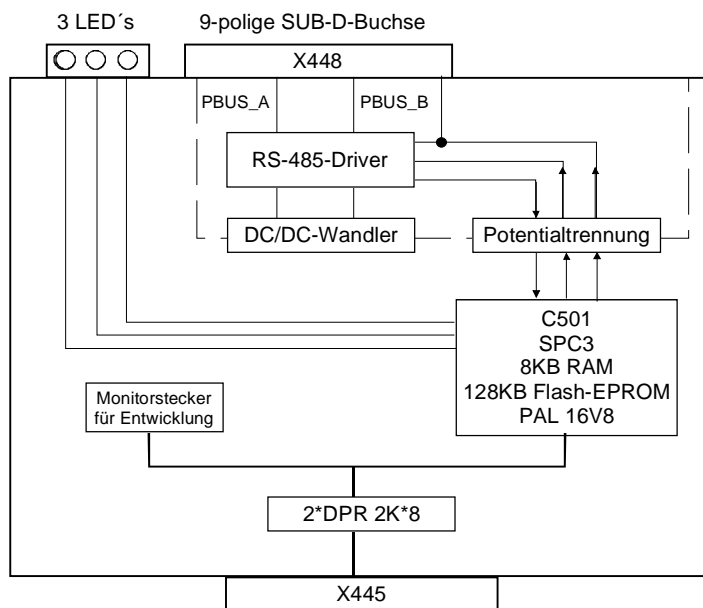 3 LED´s
9-polige SUB-D-Buchse
X448
PBUS_A
PBUS_B
RS-485-Driver
DC/DC-Wandler
Potentialtrennung
C501
SPC3
8KB RAM
128KB Flash-EPROM
PAL 16V8
Monitorstecker
für Entwicklung
2*DPR 2K*8
X445